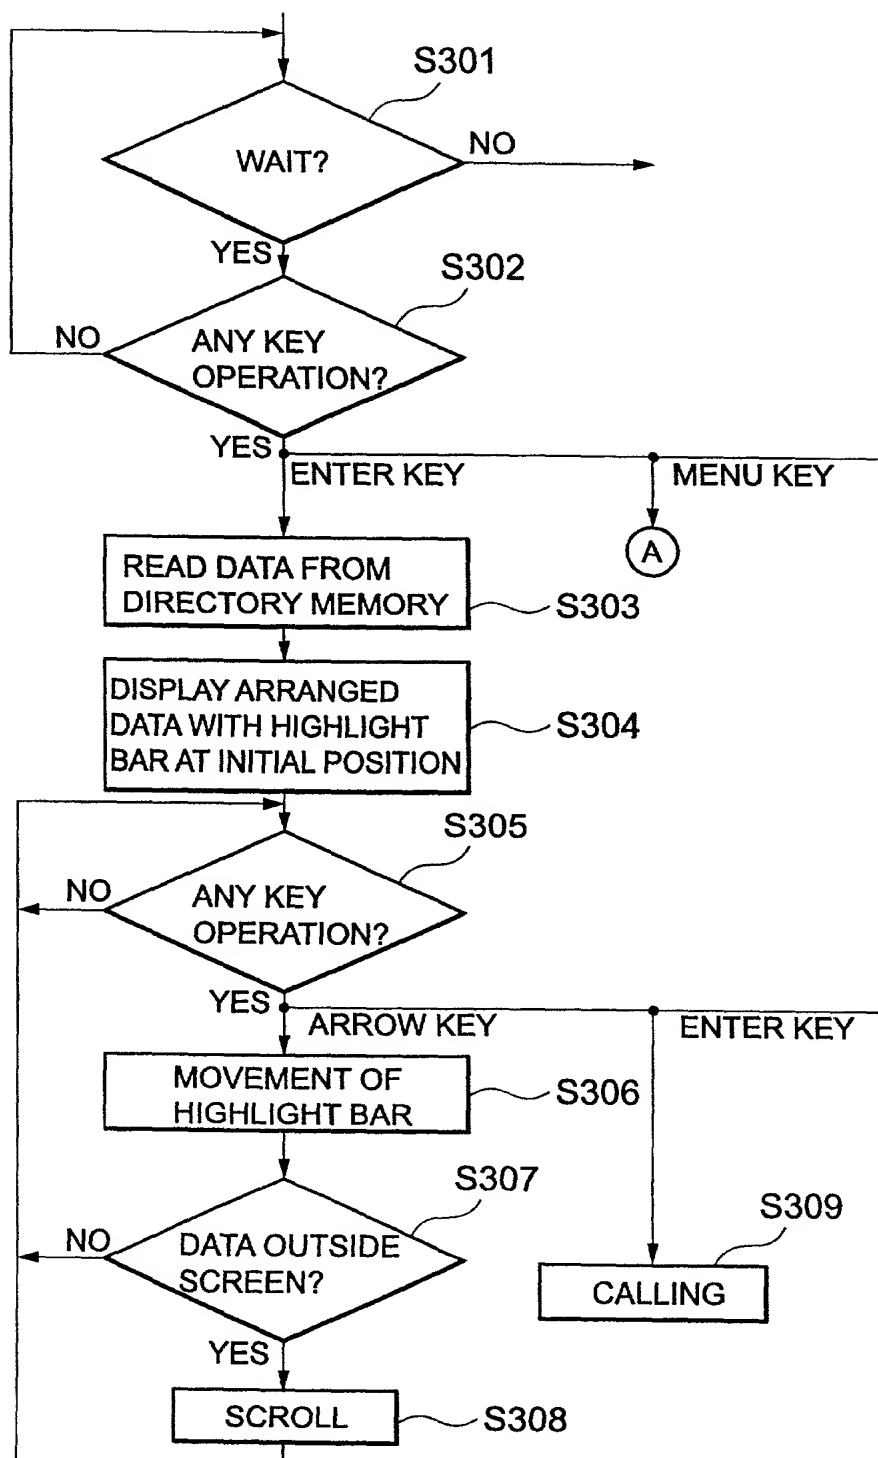 S301
WAIT?
NO
YES
S302
NO
ANY KEY
OPERATION?
YES
ENTER KEY
MENU KEY
A
READ DATA FROM
DIRECTORY MEMORY
S303
DISPLAY ARRANGED
DATA WITH HIGHLIGHT
BAR AT INITIAL POSITION
S304
S305
NO
ANY KEY
OPERATION?
YES
ARROW KEY
ENTER KEY
MOVEMENT OF
HIGHLIGHT BAR
S306
S307
NO
DATA OUTSIDE
SCREEN?
S309
CALLING
YES
SCROLL
S308